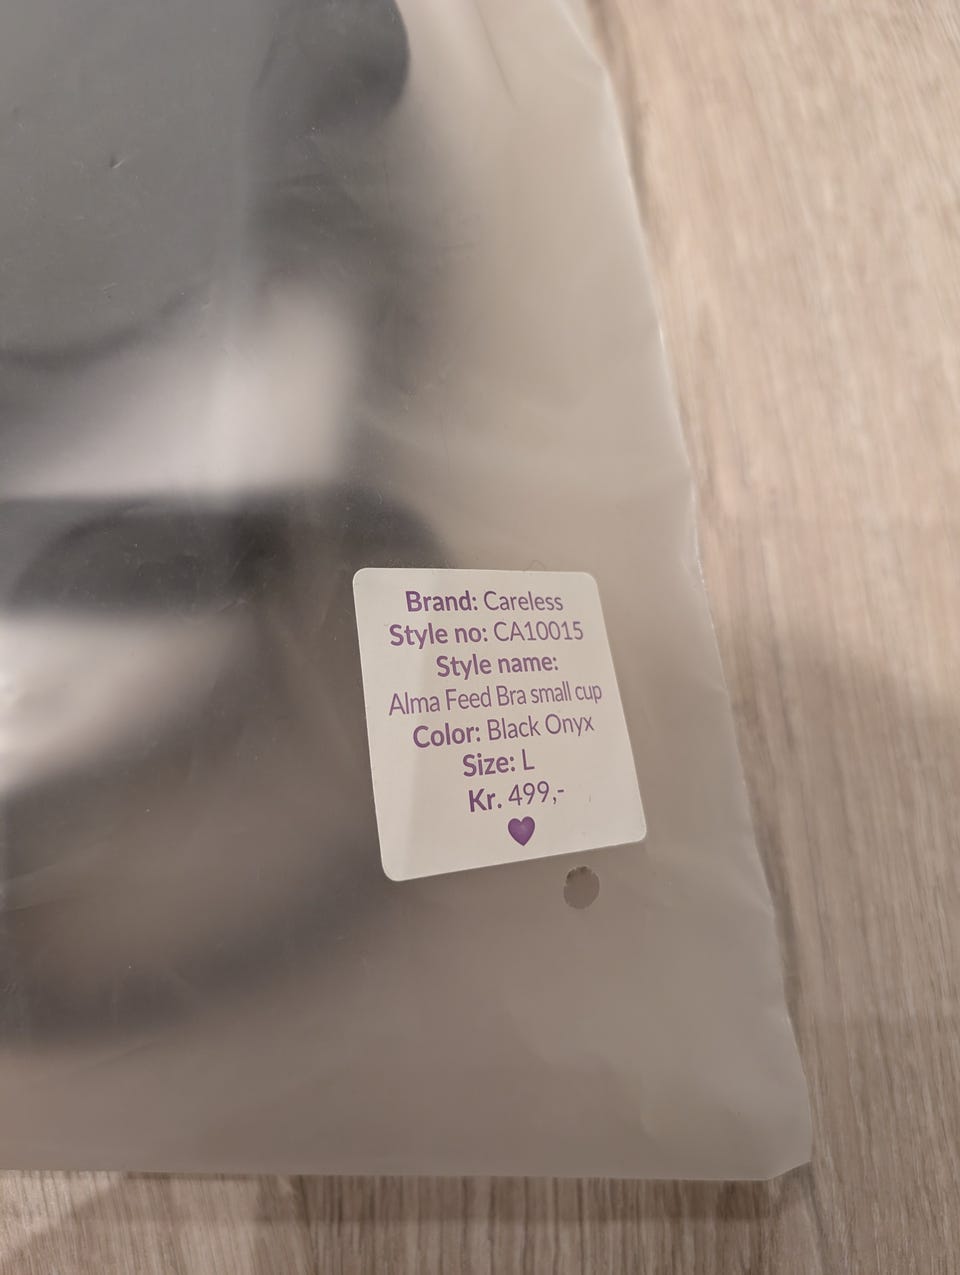 Brand: Careless
Style no: CA10015
Style name:
Alma Feed Bra small cup
Color: Black Onyx
Size: L
Kr. 499,-